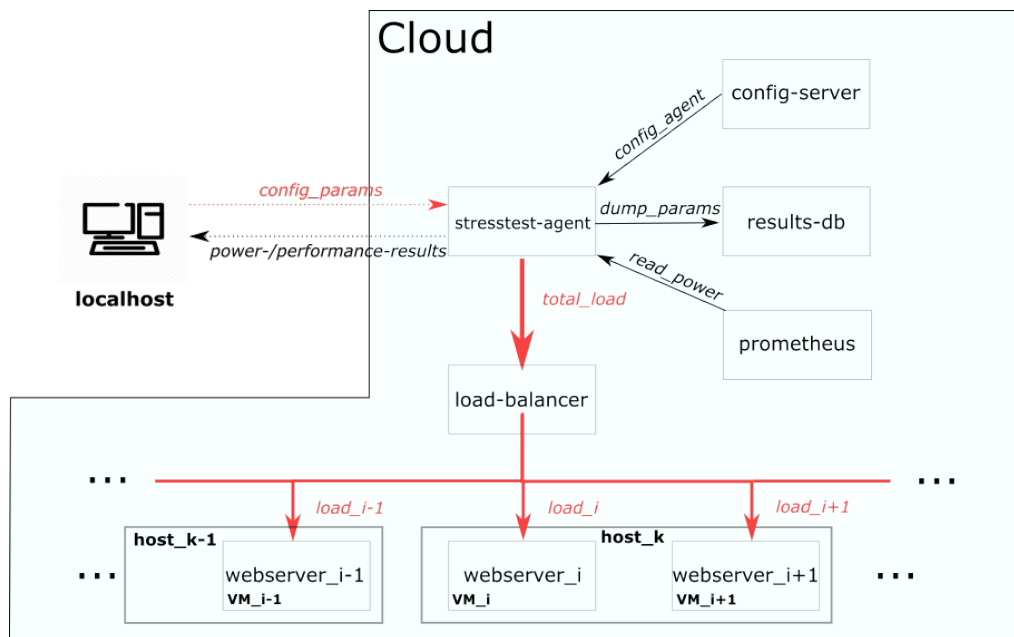 Cloud
config-server
config_agent
config_params
stresstest-agent
dump_params
results-db
power-/performance-results
localhost
read_power
total_load
prometheus
load-balancer
...
...
load_i-1
load_i
load_i+1
host_k-1
host_k
...
webserver_i-1
webserver_i
webserver_i+1
...
VM_i-1
VM_i
VM_i+1